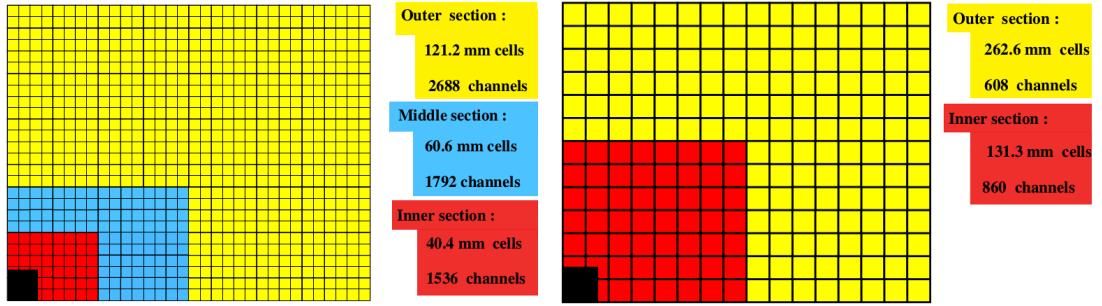 Outer section :
121.2 mm cells
2688 channels
Middle section :
60.6 mm cells
1792 channels
Inner section :
40.4 mm cells
1536 channels
Outer section :
262.6 mm cells
608 channels
Inner section :
131.3 mm cells
860 channels